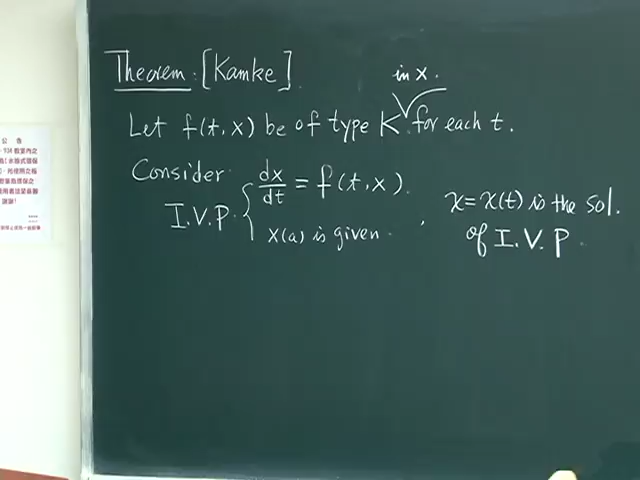 Theorem: [Kamke].
in x.
Let f(t,x) be of type K for each t.
Consider
I.V.P. { dx/dt = f(t,x).
x(a) is given.
, x = x(t) is the sol.
of I.V.P.
公告